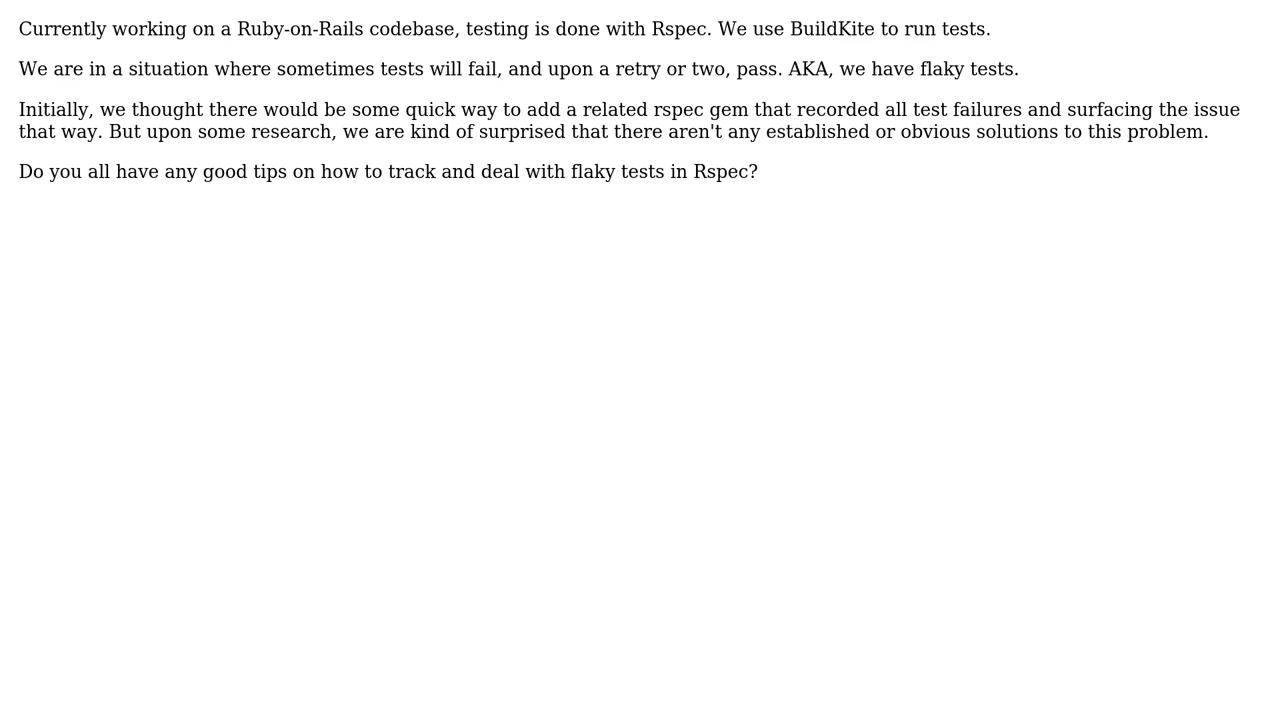 Currently working on a Ruby-on-Rails codebase, testing is done with Rspec. We use BuildKite to run tests.
We are in a situation where sometimes tests will fail, and upon a retry or two, pass. AKA, we have flaky tests.
Initially, we thought there would be some quick way to add a related rspec gem that recorded all test failures and surfacing the issue
that way. But upon some research, we are kind of surprised that there aren't any established or obvious solutions to this problem.
Do you all have any good tips on how to track and deal with flaky tests in Rspec?